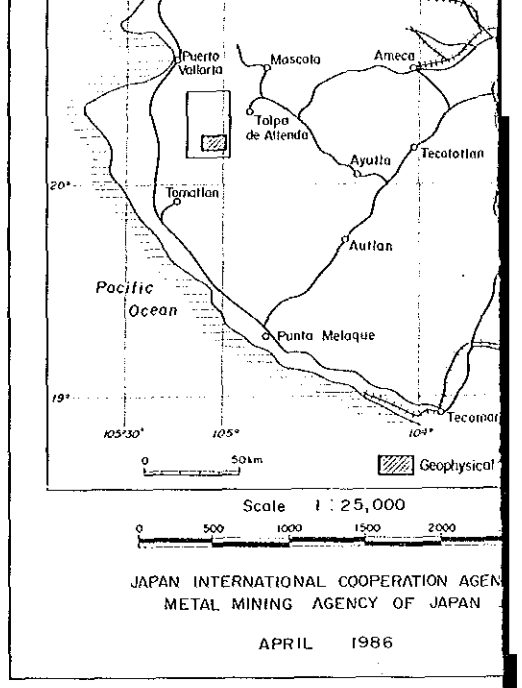 Puerto
Vallarta
Mascota
Ameca
Talpa
de Allenda
Ayutla
Tecolotlan
20°
Tomatlan
Autlan
Pacific
Ocean
Punta Melaque
19°
105°30'
105°
104°
Tecoman
0 50km
Geophysical
Scale 1 : 25,000
0 500 1000 1500 2000
JAPAN INTERNATIONAL COOPERATION AGEN
METAL MINING AGENCY OF JAPAN
APRIL 1986